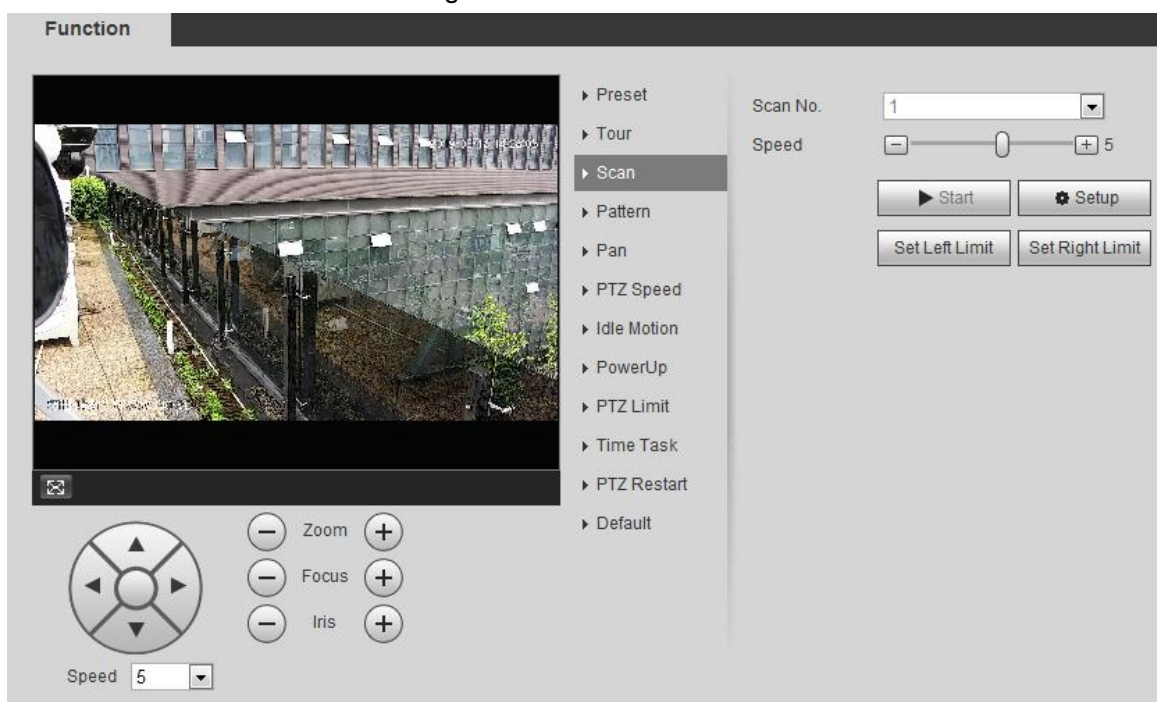 Function
Preset
Tour
Scan
Pattern
Pan
PTZ Speed
Idle Motion
PowerUp
PTZ Limit
Time Task
PTZ Restart
Default
Scan No. 1
Speed 5
Start Setup
Set Left Limit Set Right Limit
Zoom
Focus
Iris
Speed 5